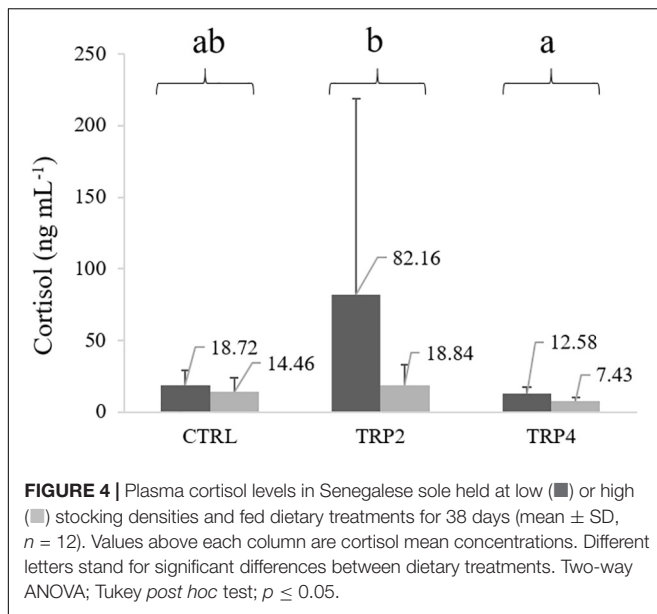 ab b a
250
200
150
100
50
0
Cortisol (ng mL⁻¹)
82.16
18.72
14.46
18.84
12.58
7.43
CTRL TRP2 TRP4
FIGURE 4 | Plasma cortisol levels in Senegalese sole held at low (■) or high
(■) stocking densities and fed dietary treatments for 38 days (mean ± SD,
n = 12). Values above each column are cortisol mean concentrations. Different
letters stand for significant differences between dietary treatments. Two-way
ANOVA; Tukey post hoc test; p ≤ 0.05.